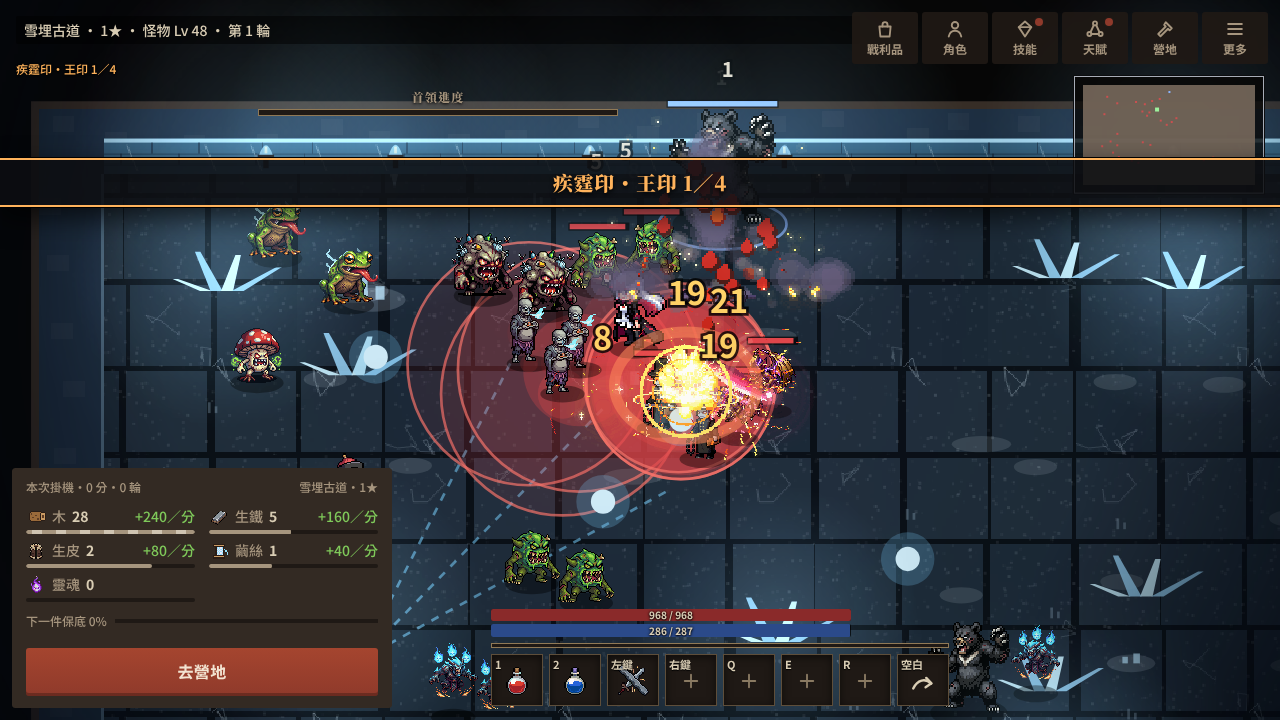 雪埋古道 • 1★ • 怪物 Lv 48 • 第 1 輪
戰利品
角色
技能
天賦
營地
更多
疾霆印・王印 1／4
首領進度
1
5
5
疾霆印・王印 1／4
19
21
8
19
本次掛機・0 分・0 輪
雪埋古道・1★
木 28 +240／分
生鐵 5 +160／分
生皮 2 +80／分
繭絲 1 +40／分
靈魂 0
下一件保底 0%
去營地
968 / 968
286 / 287
1
2
左鍵
右鍵
Q
E
R
空白